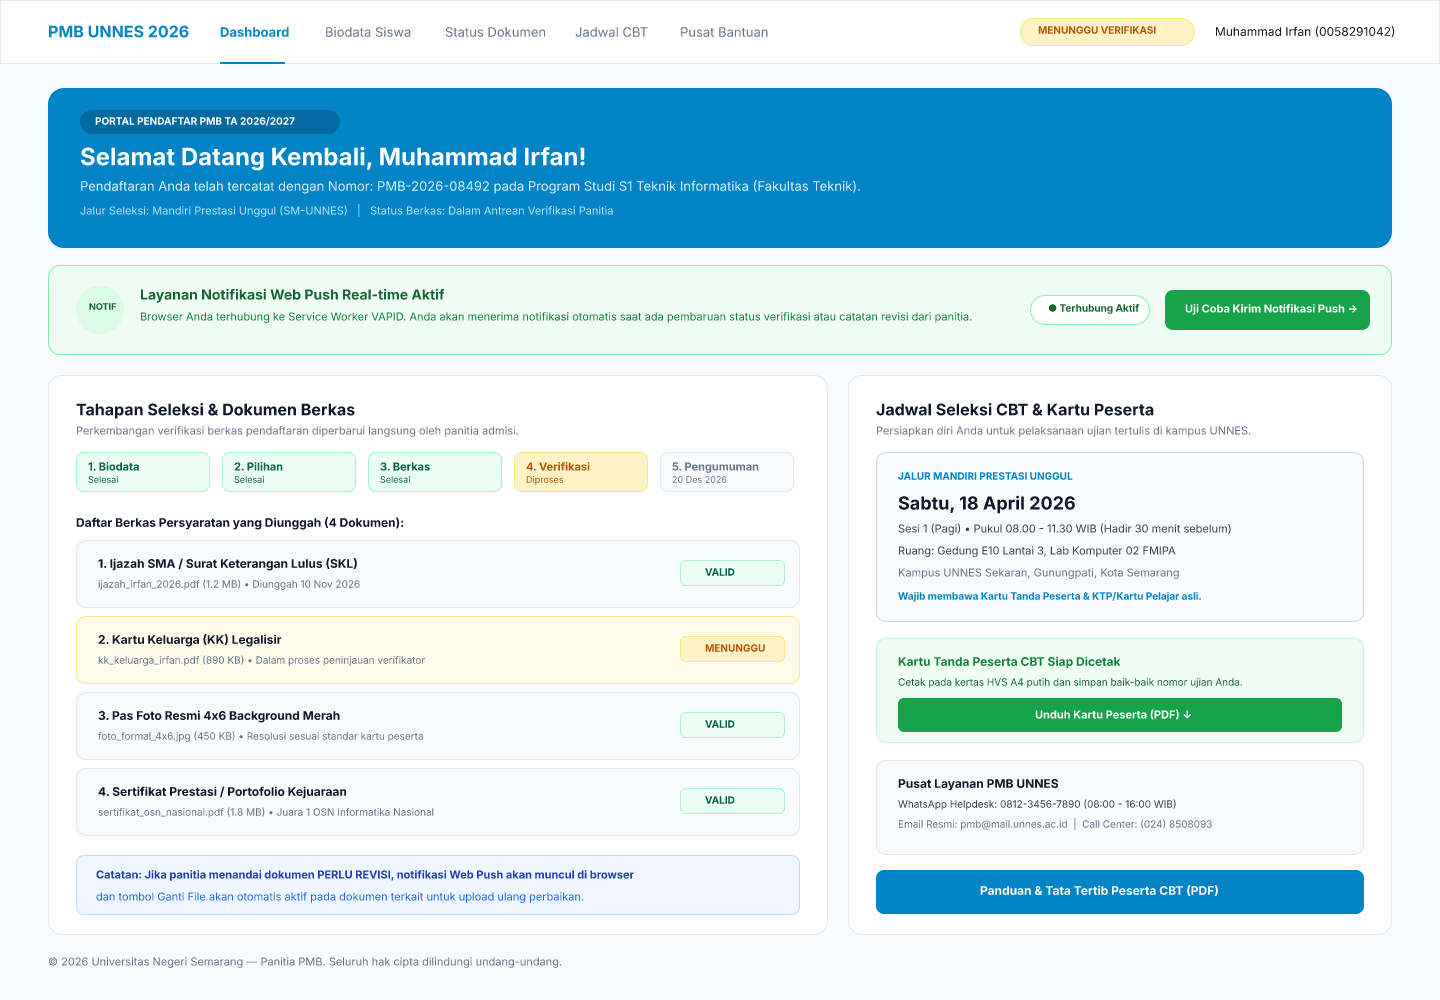 PMB UNNES 2026
Dashboard
Biodata Siswa
Status Dokumen
Jadwal CBT
Pusat Bantuan
MENUNGGU VERIFIKASI
Muhammad Irfan (0058291042)
PORTAL PENDAFTAR PMB TA 2026/2027
Selamat Datang Kembali, Muhammad Irfan!
Pendaftaran Anda telah tercatat dengan Nomor: PMB-2026-08492 pada Program Studi S1 Teknik Informatika (Fakultas Teknik).
Jalur Seleksi: Mandiri Prestasi Unggul (SM-UNNES) | Status Berkas: Dalam Antrean Verifikasi Panitia
NOTIF
Layanan Notifikasi Web Push Real-time Aktif
Browser Anda terhubung ke Service Worker VAPID. Anda akan menerima notifikasi otomatis saat ada pembaruan status verifikasi atau catatan revisi dari panitia.
● Terhubung Aktif
Uji Coba Kirim Notifikasi Push →
Tahapan Seleksi & Dokumen Berkas
Perkembangan verifikasi berkas pendaftaran diperbarui langsung oleh panitia admisi.
1. Biodata
Selesai
2. Pilihan
Selesai
3. Berkas
Selesai
4. Verifikasi
Diproses
5. Pengumuman
20 Des 2026
Daftar Berkas Persyaratan yang Diunggah (4 Dokumen):
1. Ijazah SMA / Surat Keterangan Lulus (SKL)
ijazah_irfan_2026.pdf (1.2 MB) • Diunggah 10 Nov 2026
VALID
2. Kartu Keluarga (KK) Legalisir
kk_keluarga_irfan.pdf (890 KB) • Dalam proses peninjauan verifikator
MENUNGGU
3. Pas Foto Resmi 4x6 Background Merah
foto_formal_4x6.jpg (450 KB) • Resolusi sesuai standar kartu peserta
VALID
4. Sertifikat Prestasi / Portofolio Kejuaraan
sertifikat_osn_nasional.pdf (1.8 MB) • Juara 1 OSN Informatika Nasional
VALID
Catatan: Jika panitia menandai dokumen PERLU REVISI, notifikasi Web Push akan muncul di browser
dan tombol Ganti File akan otomatis aktif pada dokumen terkait untuk upload ulang perbaikan.
Jadwal Seleksi CBT & Kartu Peserta
Persiapkan diri Anda untuk pelaksanaan ujian tertulis di kampus UNNES.
JALUR MANDIRI PRESTASI UNGGUL
Sabtu, 18 April 2026
Sesi 1 (Pagi) • Pukul 08.00 - 11.30 WIB (Hadir 30 menit sebelum)
Ruang: Gedung E10 Lantai 3, Lab Komputer 02 FMIPA
Kampus UNNES Sekaran, Gunungpati, Kota Semarang
Wajib membawa Kartu Tanda Peserta & KTP/Kartu Pelajar asli.
Kartu Tanda Peserta CBT Siap Dicetak
Cetak pada kertas HVS A4 putih dan simpan baik-baik nomor ujian Anda.
Unduh Kartu Peserta (PDF) ↓
Pusat Layanan PMB UNNES
WhatsApp Helpdesk: 0812-3456-7890 (08:00 - 16:00 WIB)
Email Resmi: pmb@mail.unnes.ac.id | Call Center: (024) 8508093
Panduan & Tata Tertib Peserta CBT (PDF)
© 2026 Universitas Negeri Semarang — Panitia PMB. Seluruh hak cipta dilindungi undang-undang.